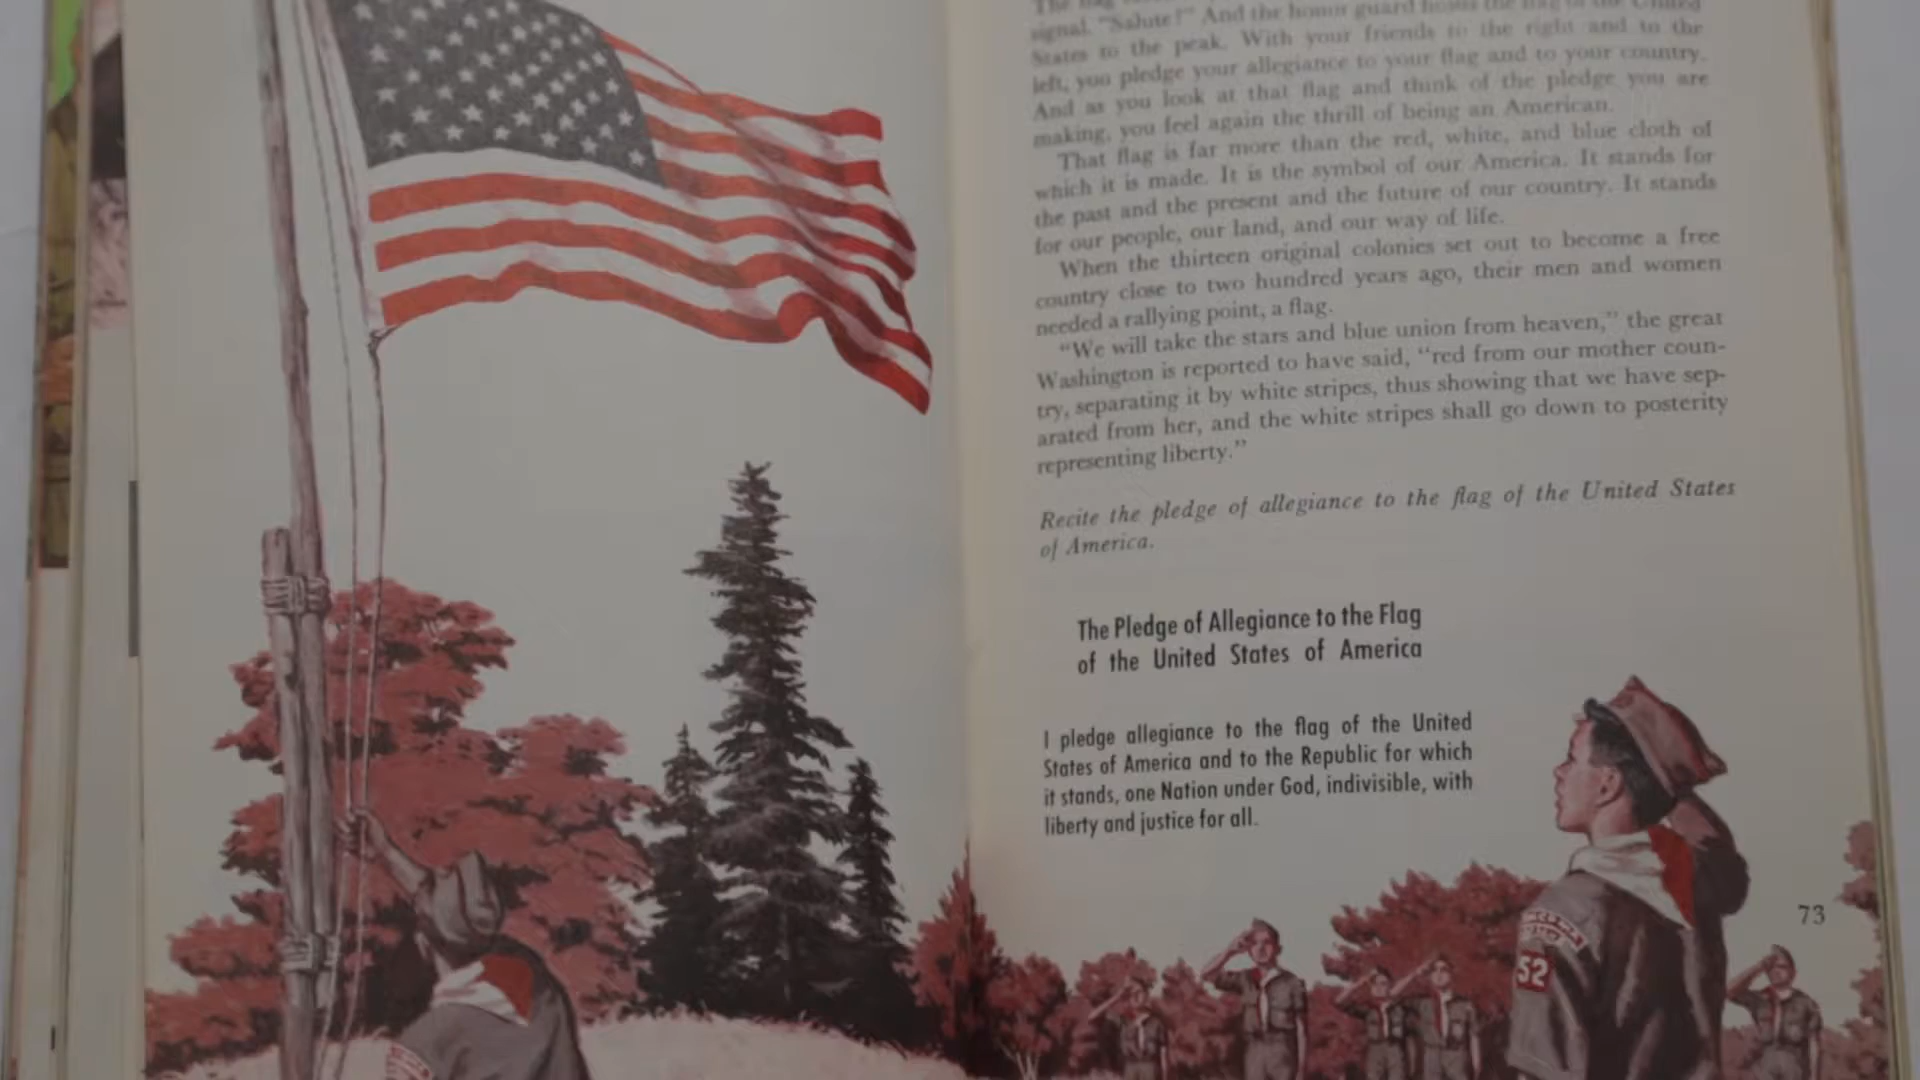 The flag
signal. "Salute!" And the honor guard hoists the flag of the United
States to the peak. With your friends to the right and to the
left, you pledge your allegiance to your flag and to your country.
And as you look at that flag and think of the pledge you are
making, you feel again the thrill of being an American.
That flag is far more than the red, white, and blue cloth of
which it is made. It is the symbol of our America. It stands for
the past and the present and the future of our country. It stands
for our people, our land, and our way of life.
When the thirteen original colonies set out to become a free
country close to two hundred years ago, their men and women
needed a rallying point, a flag.
"We will take the stars and blue union from heaven," the great
Washington is reported to have said, "red from our mother coun-
try, separating it by white stripes, thus showing that we have sep-
arated from her, and the white stripes shall go down to posterity
representing liberty."
Recite the pledge of allegiance to the flag of the United States
of America.
The Pledge of Allegiance to the Flag
of the United States of America
I pledge allegiance to the flag of the United
States of America and to the Republic for which
it stands, one Nation under God, indivisible, with
liberty and justice for all.
73
52